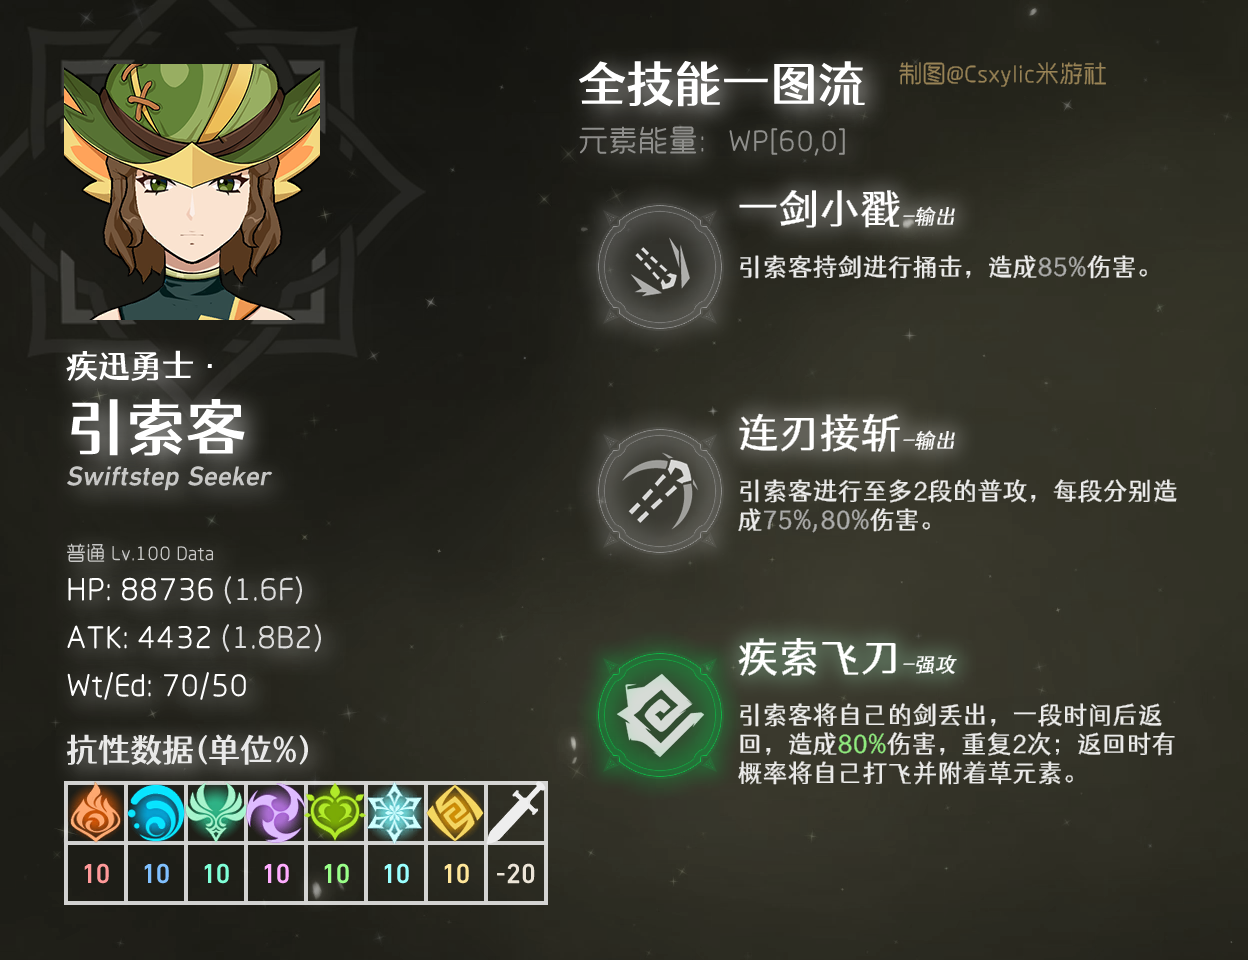 全技能一图流
制图@Csxylic米游社
元素能量: WP[60,0]
一剑小戳-输出
引索客持剑进行捅击，造成85%伤害。
连刃接斩-输出
引索客进行至多2段的普攻，每段分别造
成75%,80%伤害。
疾索飞刀-强攻
引索客将自己的剑丢出，一段时间后返
回，造成80%伤害，重复2次；返回时有
概率将自己打飞并附着草元素。
疾迅勇士·
引索客
Swiftstep Seeker
普通 Lv.100 Data
HP: 88736 (1.6F)
ATK: 4432 (1.8B2)
Wt/Ed: 70/50
抗性数据(单位%)
10 10 10 10 10 10 10 -20